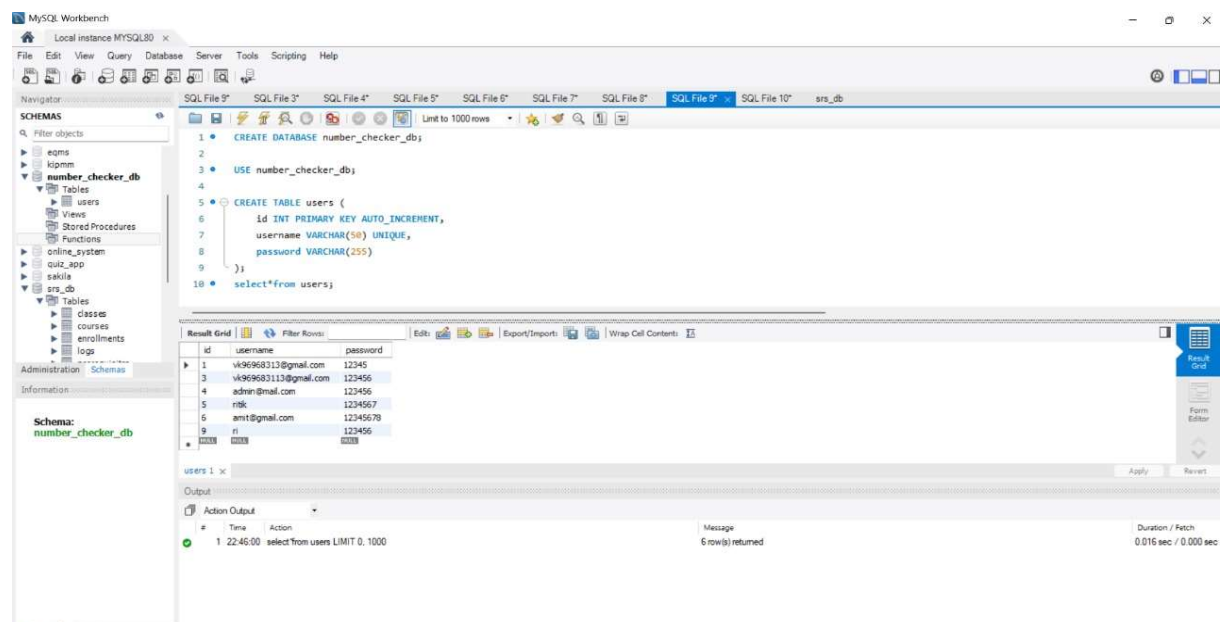 MySQL Workbench
Local instance MYSQL80 ×
File Edit View Query Database Server Tools Scripting Help
Navigator
SQL File 9* SQL File 3* SQL File 4* SQL File 5* SQL File 6* SQL File 7* SQL File 8* SQL File 9* × SQL File 10* srs_db
SCHEMAS
Limit to 1000 rows
Filter objects
eqms
kipmm
number_checker_db
Tables
users
Views
Stored Procedures
Functions
online_system
quiz_app
sakila
srs_db
Tables
classes
courses
enrollments
logs
1 CREATE DATABASE number_checker_db;
2
3 USE number_checker_db;
4
5 CREATE TABLE users (
6 id INT PRIMARY KEY AUTO_INCREMENT,
7 username VARCHAR(50) UNIQUE,
8 password VARCHAR(255)
9 );
10 select*from users;
Administration Schemas
Information
Schema:
number_checker_db
Result Grid Filter Rows: Edit: Export/Import: Wrap Cell Content:
id username password
1 vk96968313@gmail.com 12345
3 vk969683113@gmail.com 123456
4 admin@mail.com 123456
5 ritik 1234567
6 amit@gmail.com 12345678
9 ri 123456
NULL NULL NULL
Result Grid
Form Editor
users 1 ×
Apply Revert
Output
Action Output
# Time Action Message Duration / Fetch
1 22:46:00 select*from users LIMIT 0, 1000 6 row(s) returned 0.016 sec / 0.000 sec